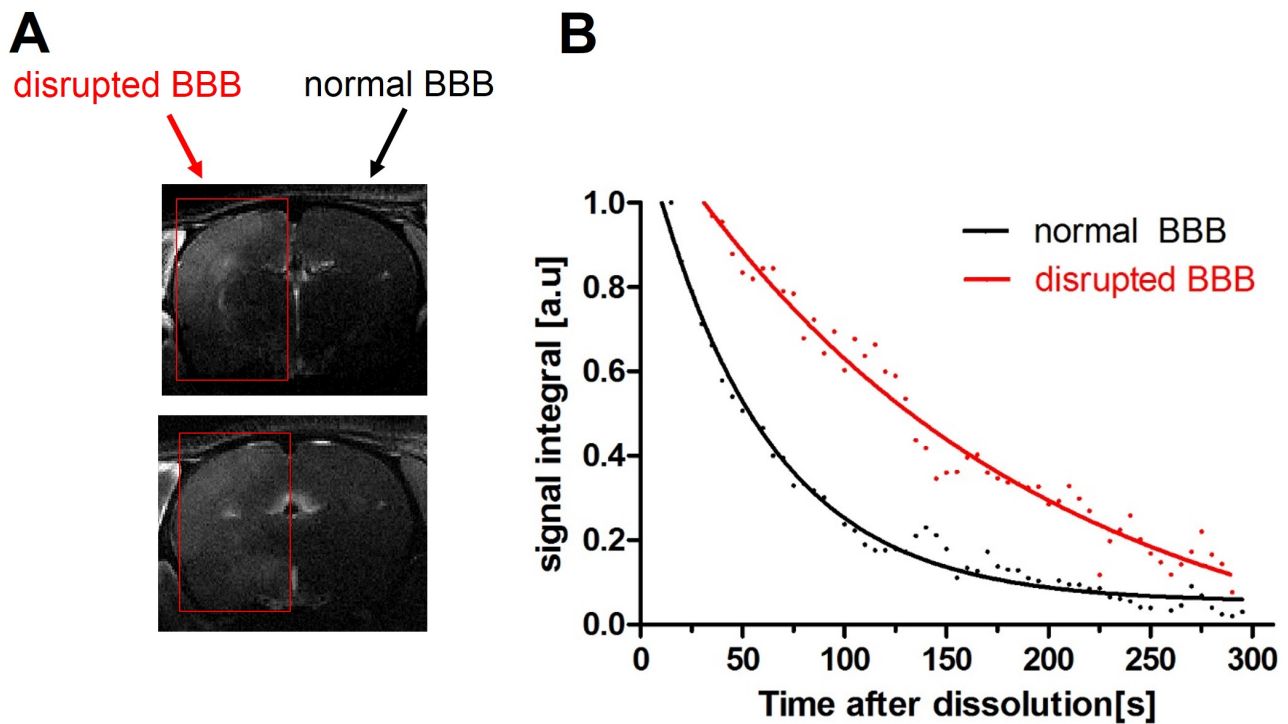 A
disrupted BBB
normal BBB
B
1.0
0.8
0.6
0.4
0.2
0.0
signal integral [a.u]
normal BBB
disrupted BBB
0 50 100 150 200 250 300
Time after dissolution[s]